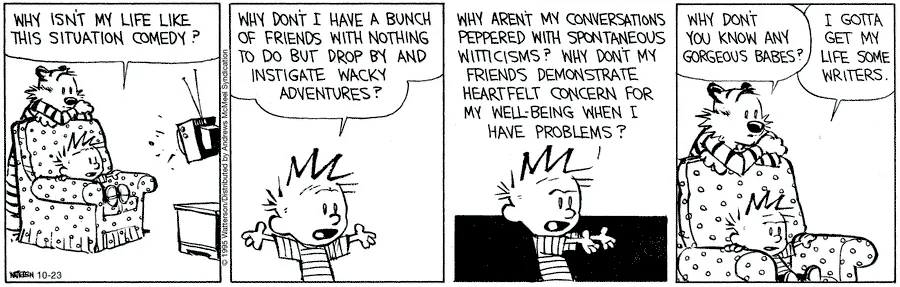 WHY ISN'T MY LIFE LIKE
THIS SITUATION COMEDY?
WATTERSON 10-23
© 1995 Watterson/Distributed by Andrews McMeel Syndication
WHY DON'T I HAVE A BUNCH
OF FRIENDS WITH NOTHING
TO DO BUT DROP BY AND
INSTIGATE WACKY
ADVENTURES?
WHY AREN'T MY CONVERSATIONS
PEPPERED WITH SPONTANEOUS
WITTICISMS? WHY DON'T MY
FRIENDS DEMONSTRATE
HEARTFELT CONCERN FOR
MY WELL-BEING WHEN I
HAVE PROBLEMS?
WHY DON'T
YOU KNOW ANY
GORGEOUS BABES?
I GOTTA
GET MY
LIFE SOME
WRITERS.